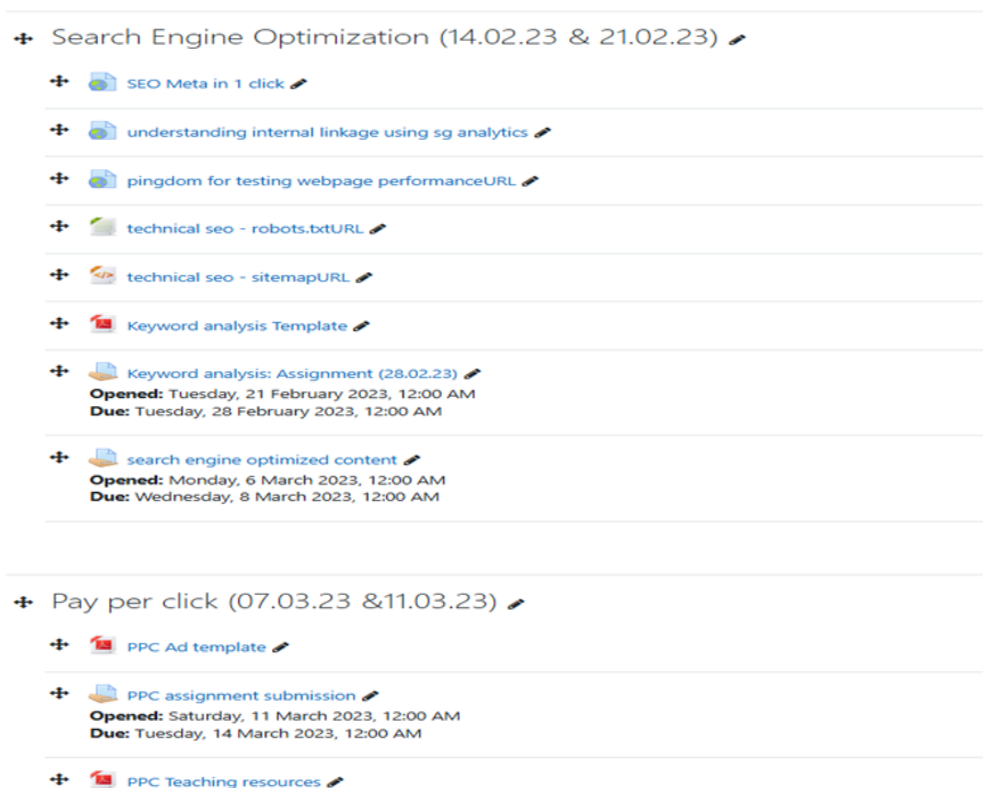 Search Engine Optimization (14.02.23 & 21.02.23)
SEO Meta in 1 click
understanding internal linkage using sg analytics
pingdom for testing webpage performanceURL
technical seo - robots.txtURL
technical seo - sitemapURL
Keyword analysis Template
Keyword analysis: Assignment (28.02.23)
Opened: Tuesday, 21 February 2023, 12:00 AM
Due: Tuesday, 28 February 2023, 12:00 AM
search engine optimized content
Opened: Monday, 6 March 2023, 12:00 AM
Due: Wednesday, 8 March 2023, 12:00 AM
Pay per click (07.03.23 &11.03.23)
PPC Ad template
PPC assignment submission
Opened: Saturday, 11 March 2023, 12:00 AM
Due: Tuesday, 14 March 2023, 12:00 AM
PPC Teaching resources